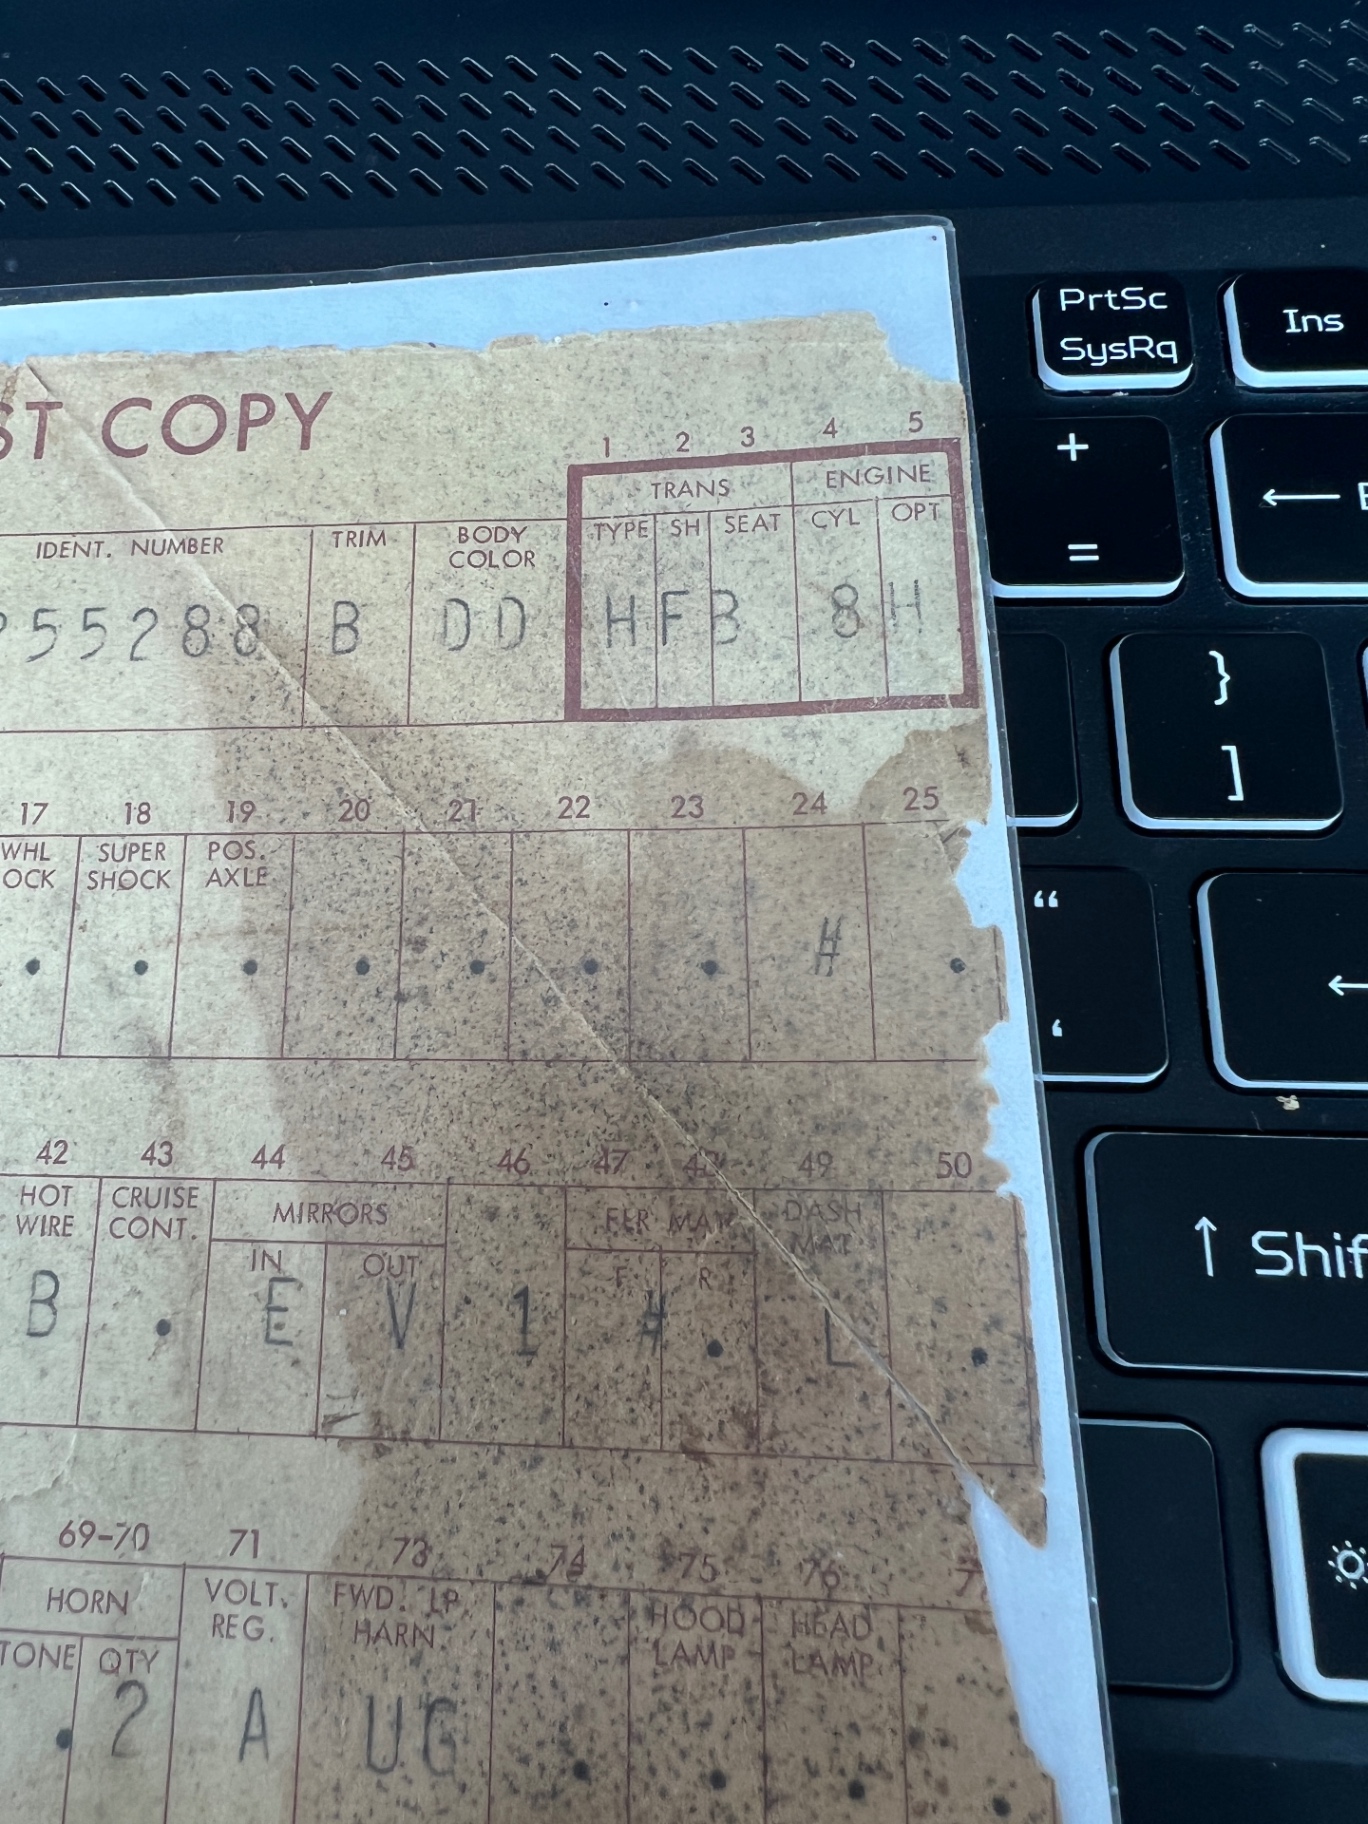 PrtSc
SysRq
Ins
ST COPY
1 2 3 4 5
TRANS ENGINE
IDENT. NUMBER TRIM BODY COLOR TYPE SH SEAT CYL OPT
55288 B DD H F B 8 H
+
=
}
]
17 18 19 20 21 22 23 24 25
WHL SUPER POS.
OCK SHOCK AXLE
. . . . . . . # .
“
‘
42 43 44 45 46 47 48 49 50
HOT CRUISE MIRRORS FLR MAT DASH
WIRE CONT. IN OUT F R MAT
B . E V 1 # . L .
↑ Shif
69-70 71 73 74 75 76 7
HORN VOLT. FWD. LP HOOD HEAD
REG. HARN. LAMP LAMP
TONE QTY
. 2 A UG . . . .